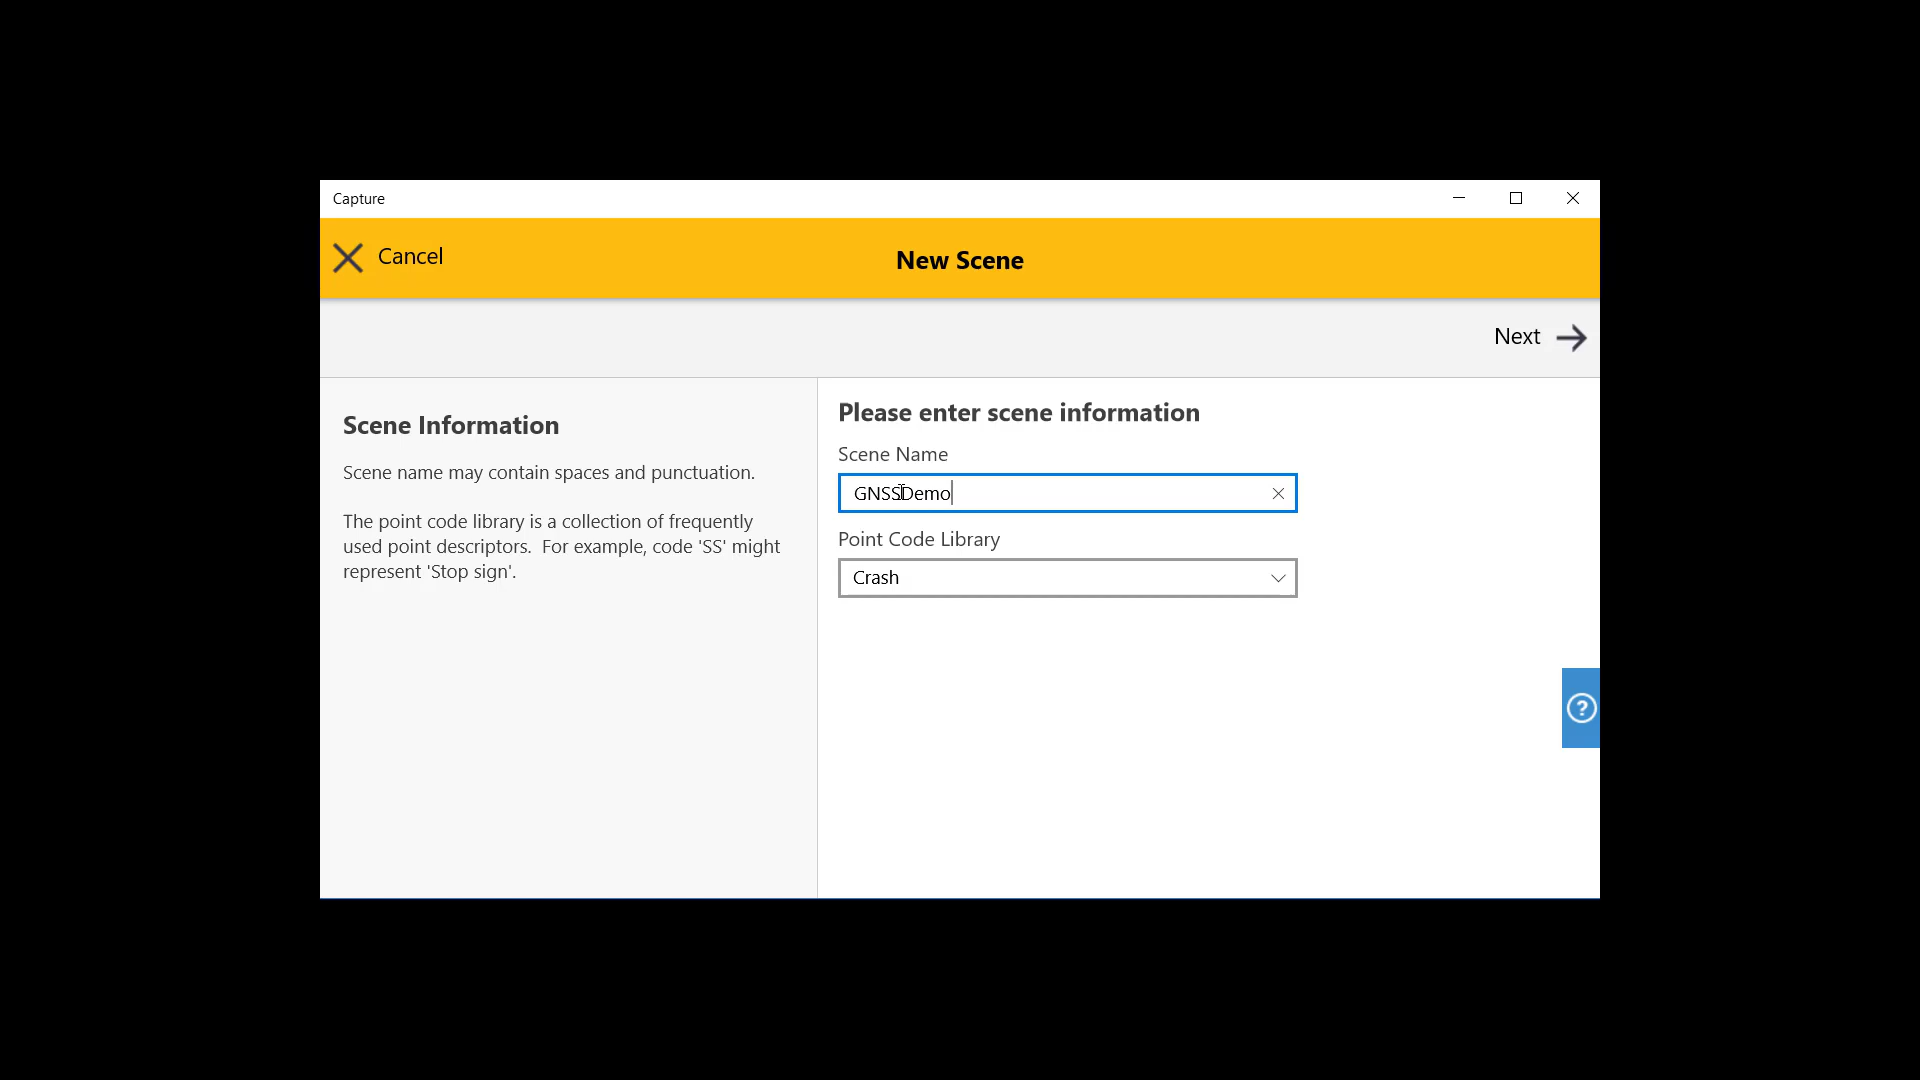 Capture
Cancel
New Scene
Next
Scene Information
Scene name may contain spaces and punctuation.
The point code library is a collection of frequently
used point descriptors.  For example, code 'SS' might
represent 'Stop sign'.
Please enter scene information
Scene Name
GNSSDemo
Point Code Library
Crash
?